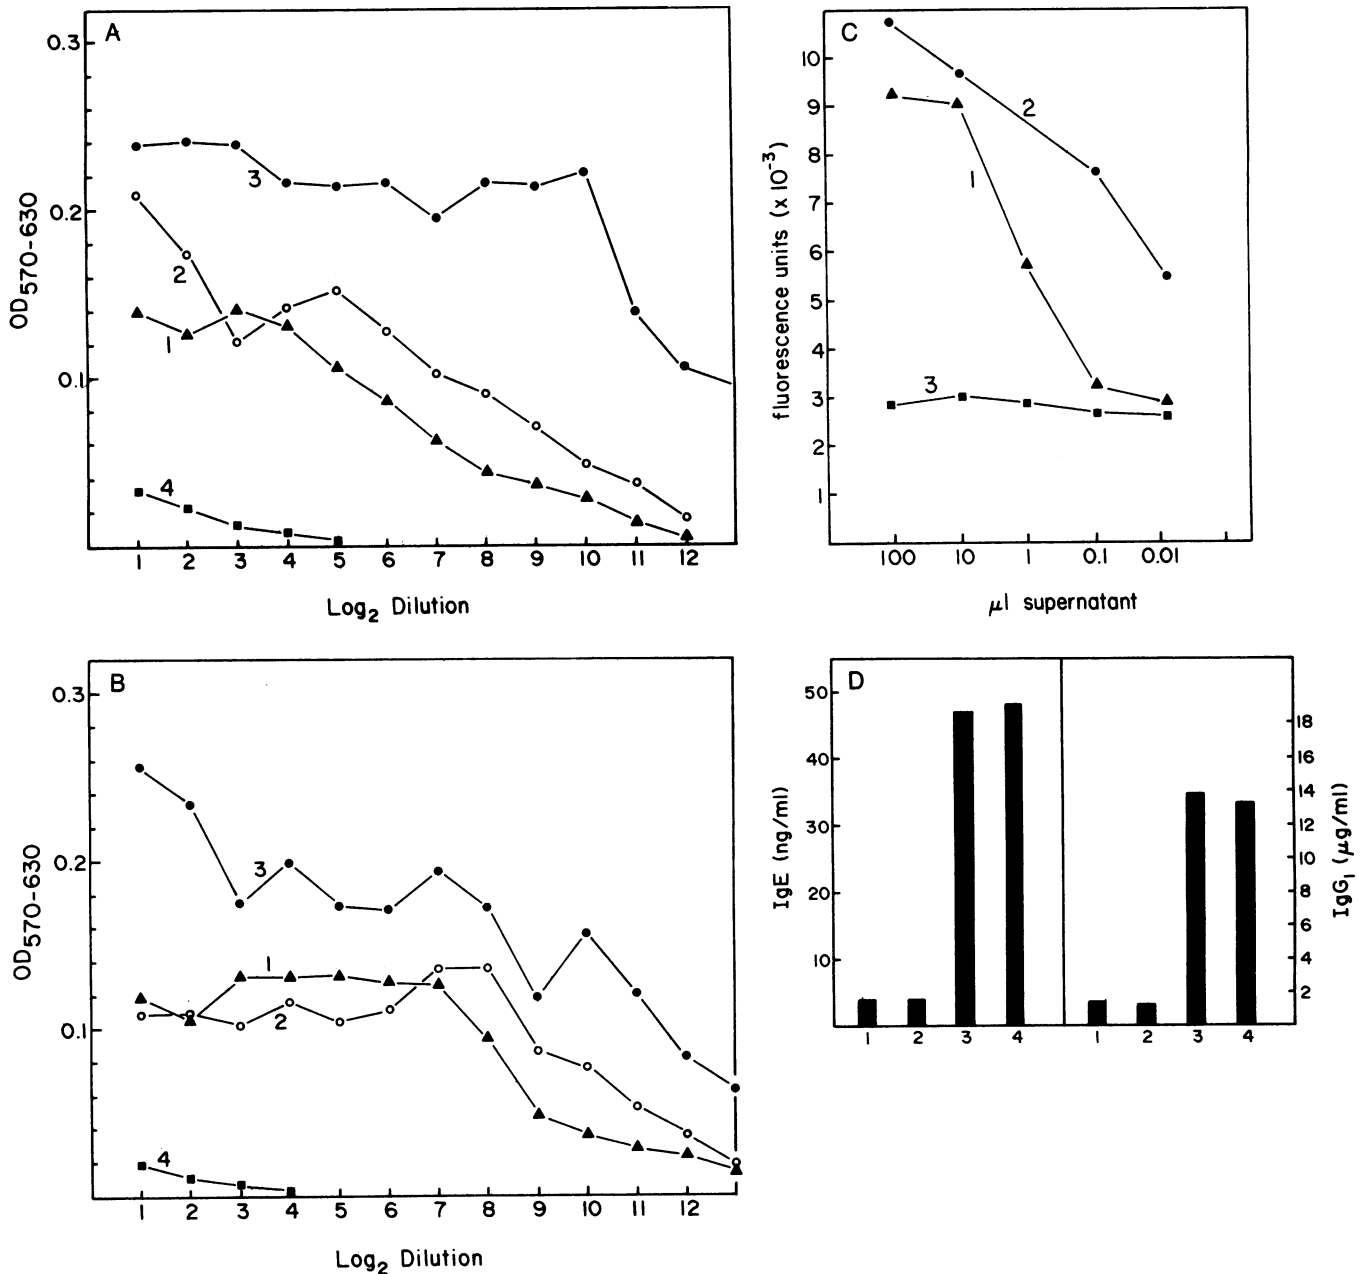 A
0.3
0.2
0.1
OD570-630
3
2
1
4
1 2 3 4 5 6 7 8 9 10 11 12
Log2 Dilution
C
10
9
8
7
6
5
4
3
2
1
fluorescence units (x 10-3)
2
1
3
100 10 1 0.1 0.01
μl supernatant
B
0.3
0.2
0.1
OD570-630
3
1
2
4
1 2 3 4 5 6 7 8 9 10 11 12
Log2 Dilution
D
50
40
30
20
10
IgE (ng/ml)
18
16
14
12
10
8
6
4
2
IgG1 (μg/ml)
1 2 3 4 1 2 3 4